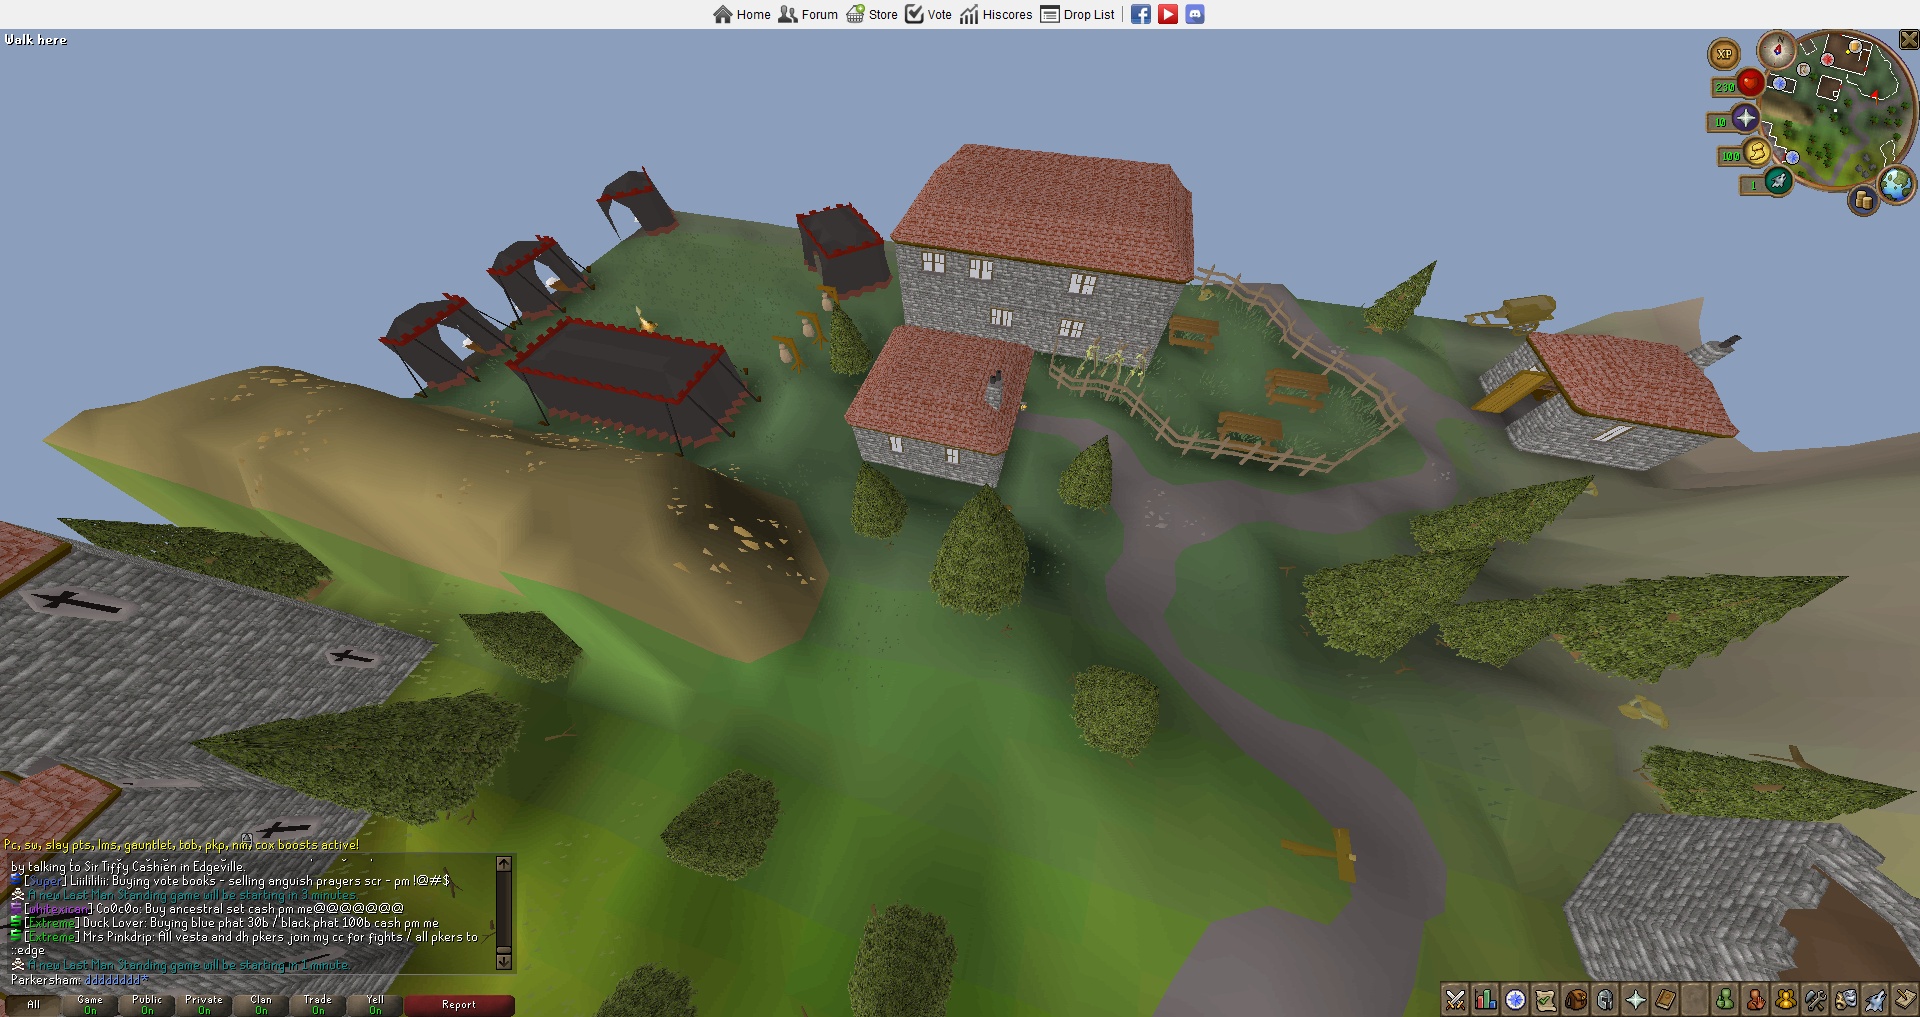 Home Forum Store Vote Hiscores Drop List
Walk here
XP
N
230
10
100
1
Pc, sw, slay pts, lms, gauntlet, tob, pkp, nm, cox boosts active!
by talking to Sir Tiffy Cashien in Edgeville.
[Super] Liiilililii: Buying vote books - selling anguish prayers scr - pm !@#$
A new Last Man Standing game will be starting in 3 minutes.
[whitexican] Co0c0o: Buy ancestral set cash pm me@@@@@@@
[Extreme] Duck Lover: Buying blue phat 30b / black phat 100b cash pm me
[Extreme] Mrs Pinkdrip: All vesta and dh pkers join my cc for fights / all pkers to
::edge
A new Last Man Standing game will be starting in 1 minute.
Parkersham: dddddddd*
All Game On Public On Private On Clan On Trade On Yell On Report